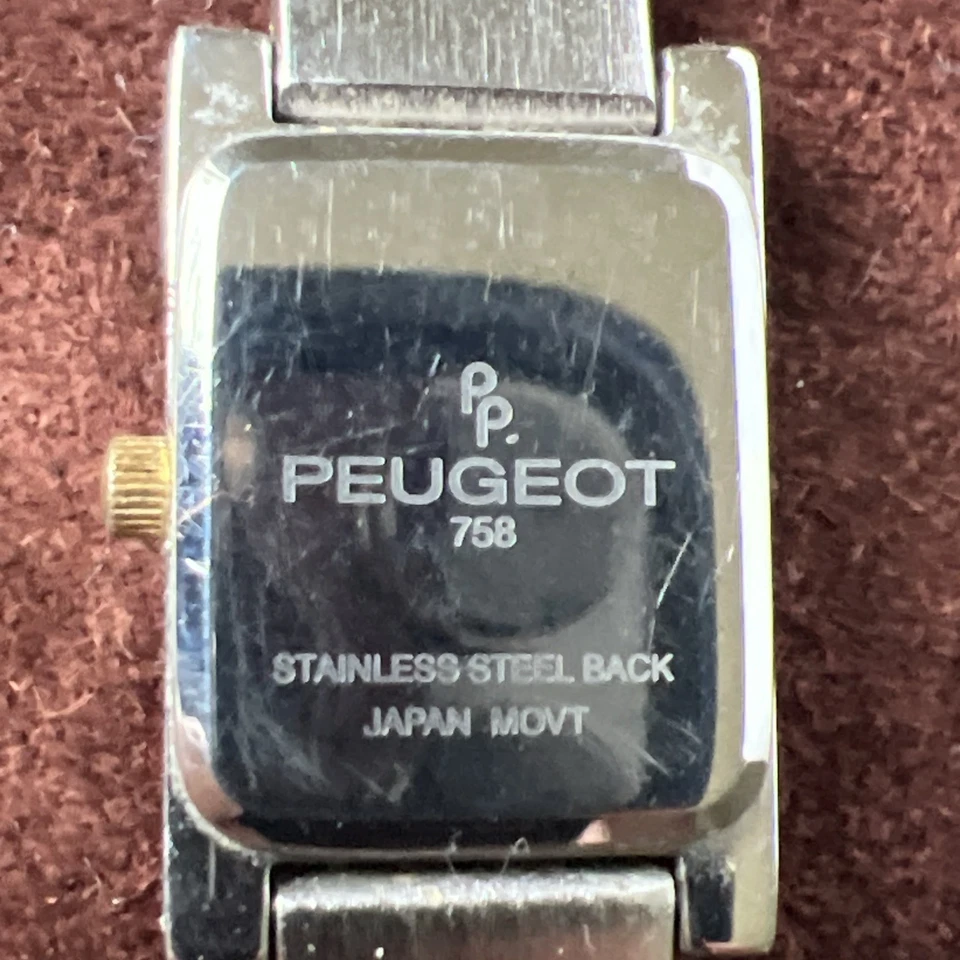 PP.
PEUGEOT
758
STAINLESS STEEL BACK
JAPAN MOVT